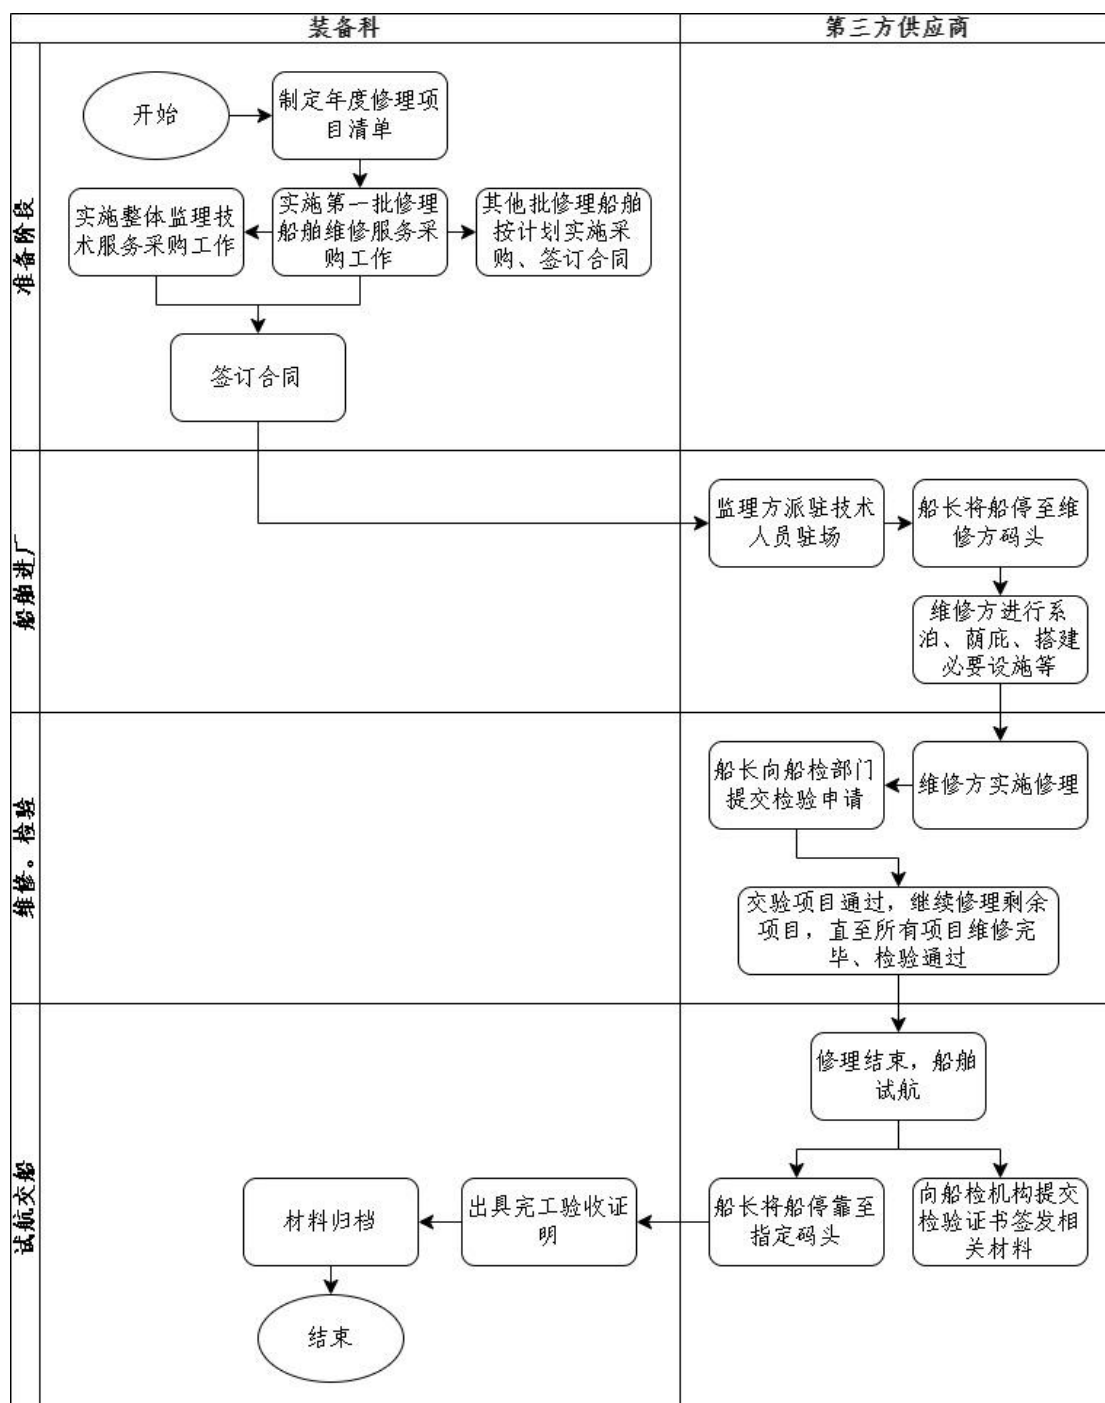 装备科
第三方供应商
准备阶段
开始
制定年度修理项
目清单
实施整体监理技
术服务采购工作
实施第一批修理
船舶维修服务采
购工作
其他批修理船舶
按计划实施采
购、签订合同
签订合同
船舶进厂
监理方派驻技术
人员驻场
船长将船停至维
修方码头
维修方进行系
泊、荫庇、搭建
必要设施等
维修。检验
船长向船检部门
提交检验申请
维修方实施修理
交验项目通过，继续修理剩余
项目，直至所有项目维修完
毕、检验通过
试航交船
修理结束，船舶
试航
材料归档
出具完工验收证
明
船长将船停靠至
指定码头
向船检机构提交
检验证书签发相
关材料
结束